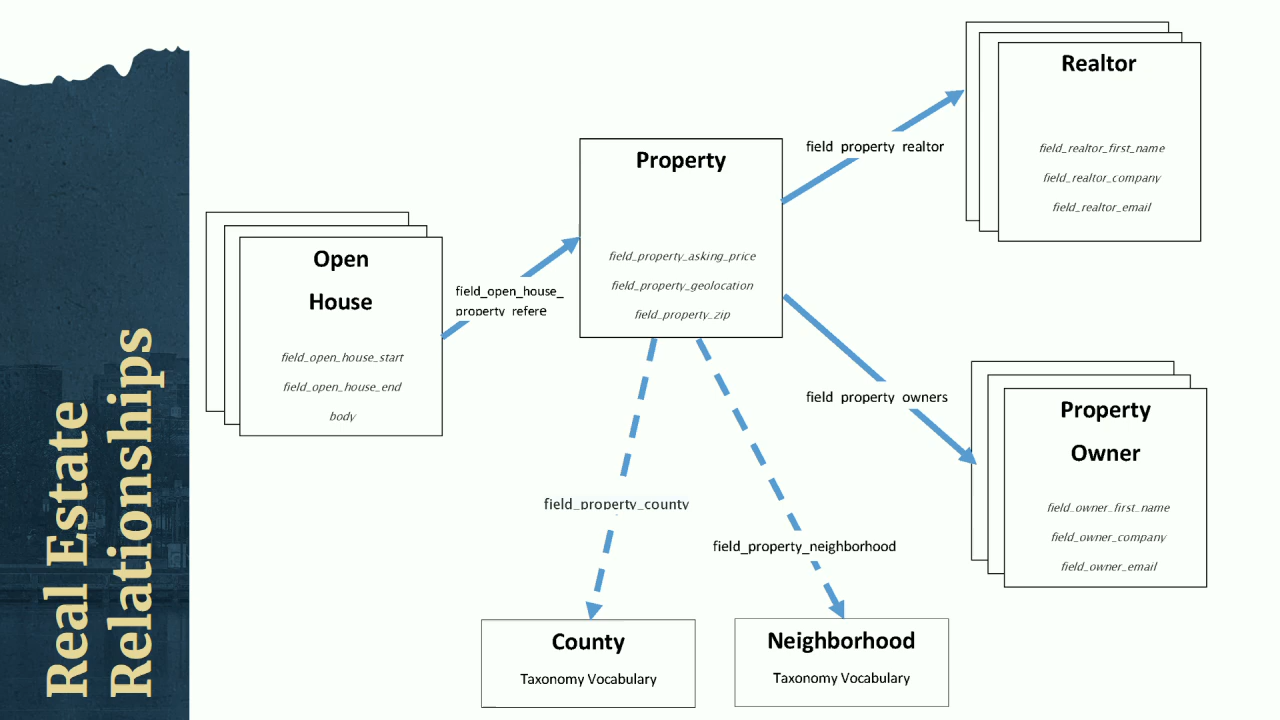 Real Estate
Relationships
Open
House
field_open_house_start
field_open_house_end
body
field_open_house_
property_refere
Property
field_property_asking_price
field_property_geolocation
field_property_zip
field_property_realtor
Realtor
field_realtor_first_name
field_realtor_company
field_realtor_email
field_property_owners
Property
Owner
field_owner_first_name
field_owner_company
field_owner_email
field_property_county
field_property_neighborhood
County
Taxonomy Vocabulary
Neighborhood
Taxonomy Vocabulary